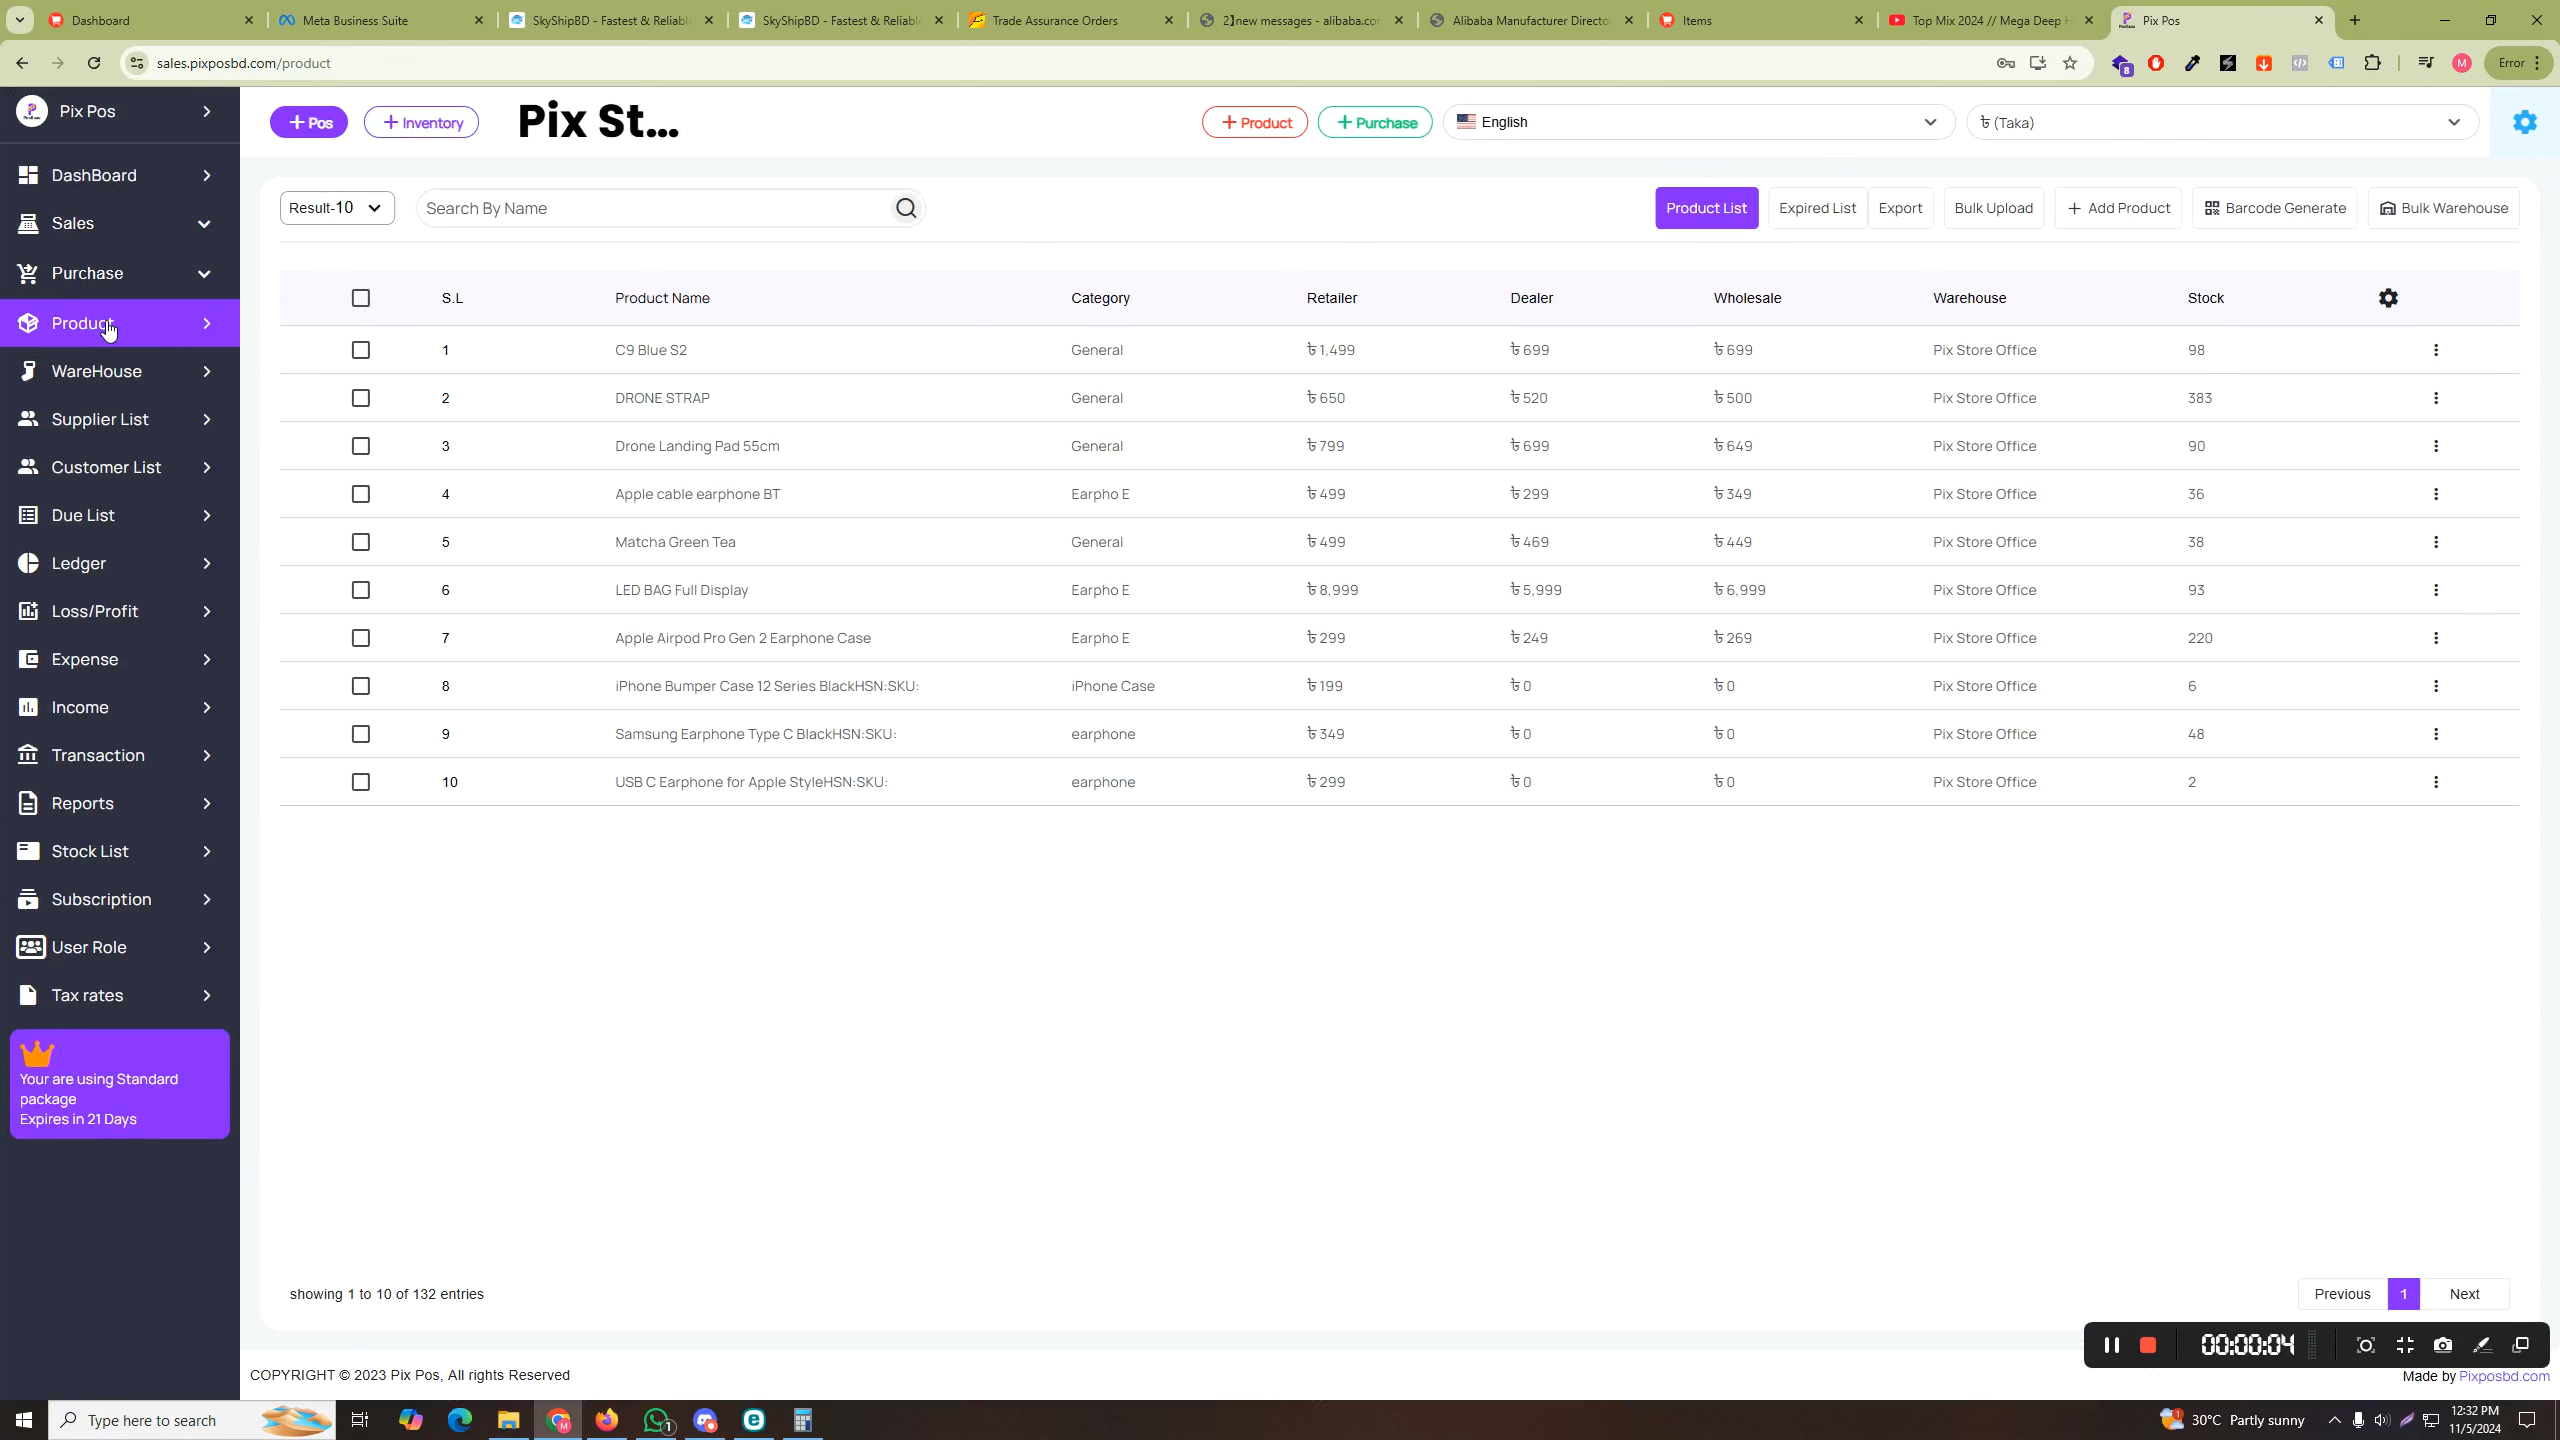 Dashboard
Meta Business Suite
SkyShipBD - Fastest & Reliabl
SkyShipBD - Fastest & Reliabl
Trade Assurance Orders
2】new messages - alibaba.co
Alibaba Manufacturer Directo
Items
Top Mix 2024 // Mega Deep H
Pix Pos
sales.pixposbd.com/product
8
M
Error
Pix Pos
+ Pos
+ Inventory
Pix St...
+ Product
+ Purchase
English
৳ (Taka)
DashBoard
Sales
Purchase
Product
WareHouse
Supplier List
Customer List
Due List
Ledger
Loss/Profit
Expense
Income
Transaction
Reports
Stock List
Subscription
User Role
Tax rates
Your are using Standard
package
Expires in 21 Days
Result-10
Search By Name
Product List
Expired List
Export
Bulk Upload
+ Add Product
Barcode Generate
Bulk Warehouse
S.L Product Name Category Retailer Dealer Wholesale Warehouse Stock
1 C9 Blue S2 General ৳ 1,499 ৳ 699 ৳ 699 Pix Store Office 98
2 DRONE STRAP General ৳ 650 ৳ 520 ৳ 500 Pix Store Office 383
3 Drone Landing Pad 55cm General ৳ 799 ৳ 699 ৳ 649 Pix Store Office 90
4 Apple cable earphone BT Earpho E ৳ 499 ৳ 299 ৳ 349 Pix Store Office 36
5 Matcha Green Tea General ৳ 499 ৳ 469 ৳ 449 Pix Store Office 38
6 LED BAG Full Display Earpho E ৳ 8,999 ৳ 5,999 ৳ 6,999 Pix Store Office 93
7 Apple Airpod Pro Gen 2 Earphone Case Earpho E ৳ 299 ৳ 249 ৳ 269 Pix Store Office 220
8 iPhone Bumper Case 12 Series BlackHSN:SKU: iPhone Case ৳ 199 ৳ 0 ৳ 0 Pix Store Office 6
9 Samsung Earphone Type C BlackHSN:SKU: earphone ৳ 349 ৳ 0 ৳ 0 Pix Store Office 48
10 USB C Earphone for Apple StyleHSN:SKU: earphone ৳ 299 ৳ 0 ৳ 0 Pix Store Office 2
showing 1 to 10 of 132 entries
Previous 1 Next
00:00:04
COPYRIGHT © 2023 Pix Pos, All rights Reserved
Made by Pixposbd.com
Type here to search
1
1
30°C Partly sunny
12:32 PM
11/5/2024